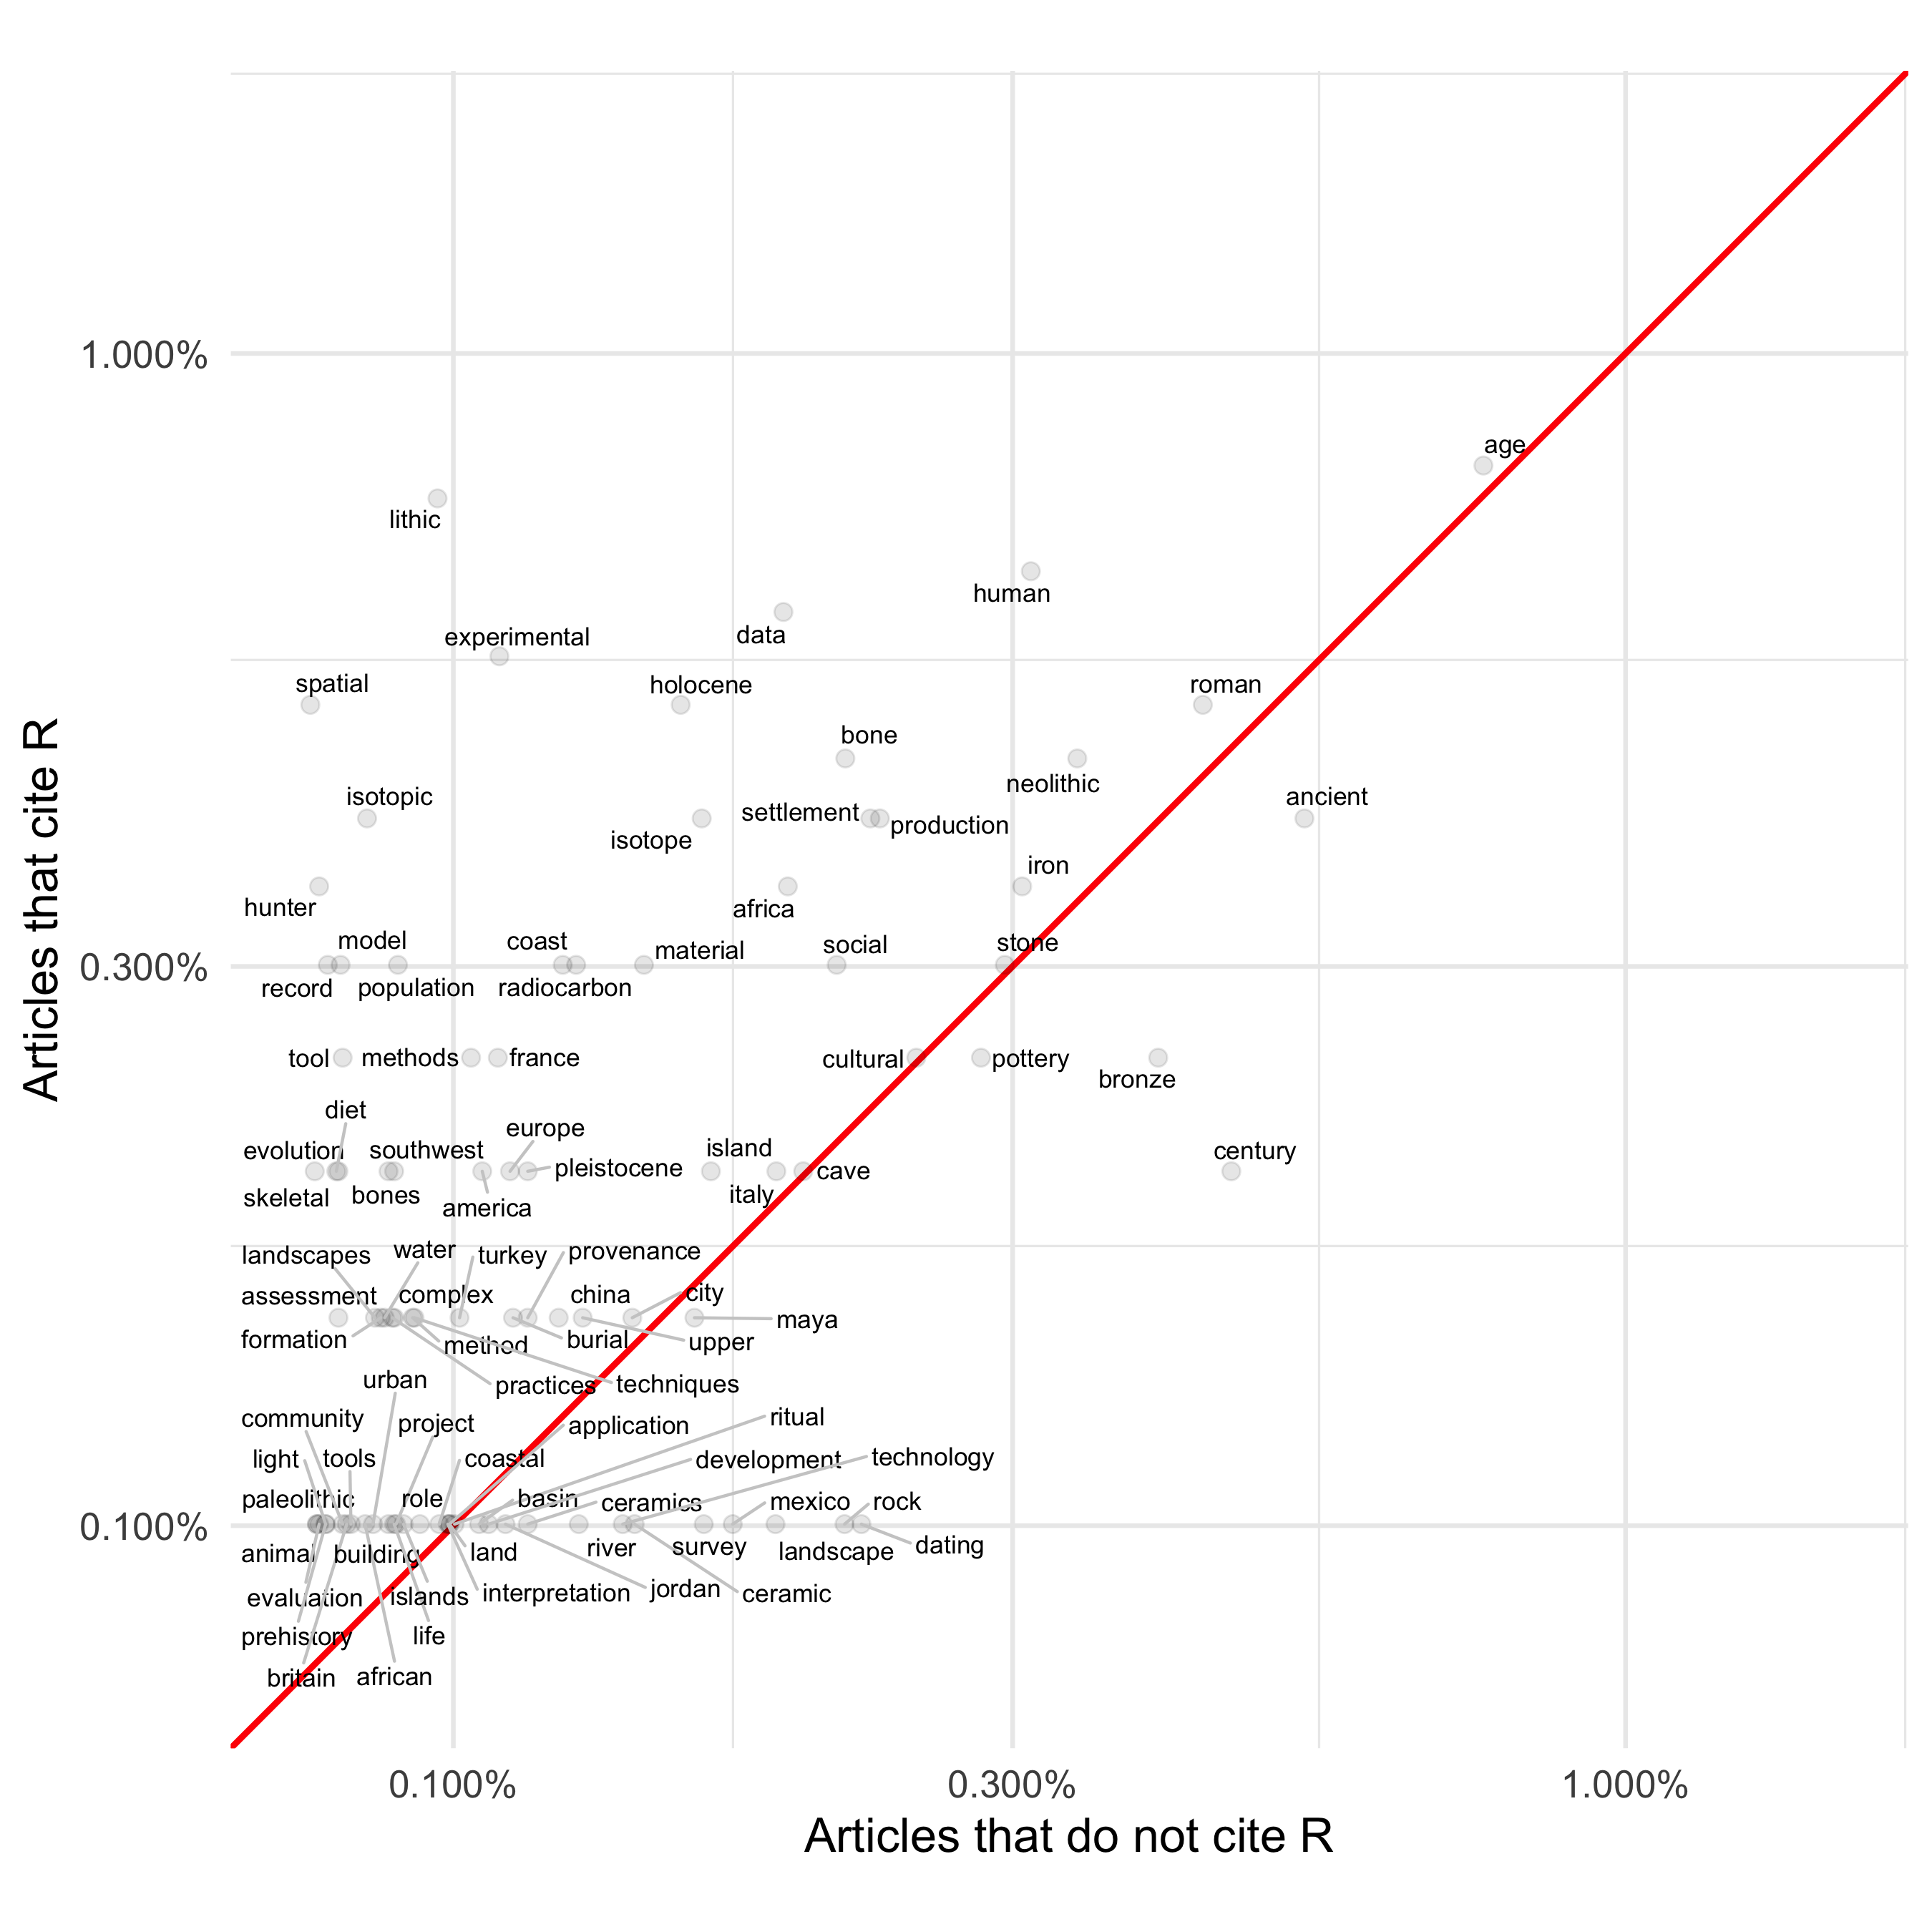 age
lithic
human
data
experimental
spatial
holocene
roman
bone
neolithic
isotopic
ancient
settlement
production
isotope
iron
hunter
africa
model
coast
material
social
stone
record
population
radiocarbon
tool
methods
france
cultural
pottery
bronze
diet
europe
evolution
southwest
island
century
pleistocene
cave
skeletal
bones
america
italy
landscapes
water
turkey
provenance
assessment
complex
china
city
maya
formation
method
burial
upper
urban
practices
techniques
community
project
application
ritual
light
tools
coastal
development
technology
paleolithic
role
basin
ceramics
mexico
rock
animal
building
land
river
survey
landscape
dating
evaluation
islands
interpretation
jordan
ceramic
prehistory
life
britain
african
1.000%
0.300%
0.100%
Articles that cite R
0.100%
0.300%
1.000%
Articles that do not cite R